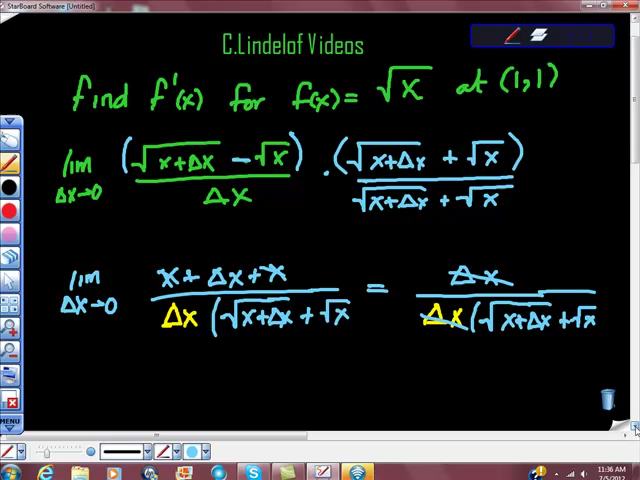 StarBoard Software [Untitled]
C.Lindelof Videos
find f'(x) for f(x)= √x at (1,1)
lim Δx→0 (√x+Δx - √x) / Δx · (√x+Δx + √x) / √x+Δx + √x
lim Δx→0 x + Δx + x / Δx (√x+Δx + √x = Δx / Δx (√x+Δx + √x
MENU
11:36 AM
7/5/2012